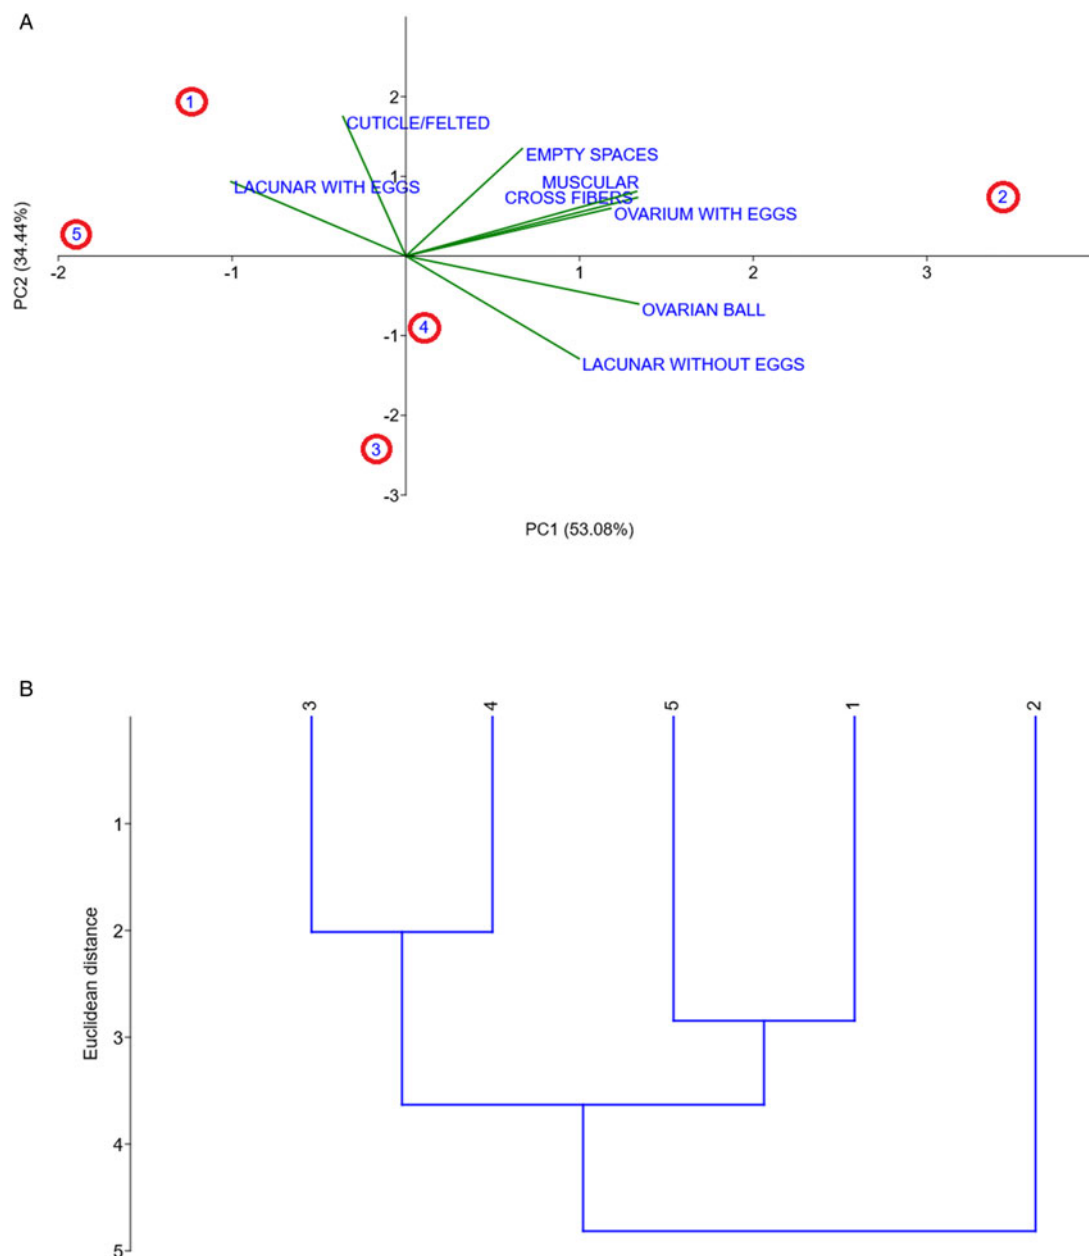 A
2
1
CUTICLE/FELTED
EMPTY SPACES
1
MUSCULAR
LACUNAR WITH EGGS
CROSS FIBERS
2
OVARIUM WITH EGGS
5
-2
-1
1
2
3
PC2 (34.44%)
OVARIAN BALL
4
-1
LACUNAR WITHOUT EGGS
-2
3
-3
PC1 (53.08%)
B
3
4
5
1
2
1
2
3
4
5
Euclidean distance